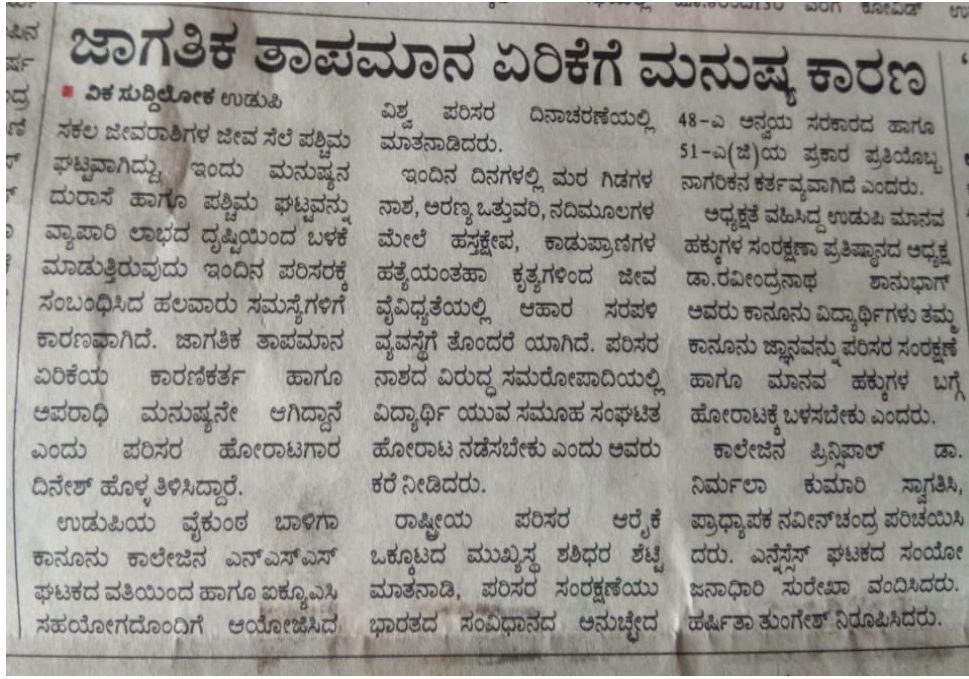 ಜಾಗತಿಕ ತಾಪಮಾನ ಏರಿಕೆಗೆ ಮನುಷ್ಯ ಕಾರಣ
■ ವಿಕ ಸುದ್ದಿಲೋಕ ಉಡುಪಿ
ಸಕಲ ಜೀವರಾಶಿಗಳ ಜೀವ ಸೆಲೆ ಪಶ್ಚಿಮ
ಘಟ್ಟವಾಗಿದ್ದು, ಇಂದು ಮನುಷ್ಯನ
ದುರಾಸೆ ಹಾಗೂ ಪಶ್ಚಿಮ ಘಟ್ಟವನ್ನು
ವ್ಯಾಪಾರಿ ಲಾಭದ ದೃಷ್ಟಿಯಿಂದ ಬಳಕೆ
ಮಾಡುತ್ತಿರುವುದು ಇಂದಿನ ಪರಿಸರಕ್ಕೆ
ಸಂಬಂಧಿಸಿದ ಹಲವಾರು ಸಮಸ್ಯೆಗಳಿಗೆ
ಕಾರಣವಾಗಿದೆ. ಜಾಗತಿಕ ತಾಪಮಾನ
ಏರಿಕೆಯ ಕಾರಣಿಕರ್ತ ಹಾಗೂ
ಅಪರಾಧಿ ಮನುಷ್ಯನೇ ಆಗಿದ್ದಾನೆ
ಎಂದು ಪರಿಸರ ಹೋರಾಟಗಾರ
ದಿನೇಶ್ ಹೊಳ್ಳ ತಿಳಿಸಿದ್ದಾರೆ.
ಉಡುಪಿಯ ವೈಕುಂಠ ಬಾಳಿಗಾ
ಕಾನೂನು ಕಾಲೇಜಿನ ಎನ್‌ಎಸ್‌ಎಸ್
ಘಟಕದ ವತಿಯಿಂದ ಹಾಗೂ ಐಕ್ಯೂಎಸಿ
ಸಹಯೋಗದೊಂದಿಗೆ ಆಯೋಜಿಸಿದ
ವಿಶ್ವ ಪರಿಸರ ದಿನಾಚರಣೆಯಲ್ಲಿ
ಮಾತನಾಡಿದರು.
ಇಂದಿನ ದಿನಗಳಲ್ಲಿ ಮರ ಗಿಡಗಳ
ನಾಶ, ಅರಣ್ಯ ಒತ್ತುವರಿ, ನದಿಮೂಲಗಳ
ಮೇಲೆ ಹಸ್ತಕ್ಷೇಪ, ಕಾಡುಪ್ರಾಣಿಗಳ
ಹತ್ಯೆಯಂತಹಾ ಕೃತ್ಯಗಳಿಂದ ಜೀವ
ವೈವಿಧ್ಯತೆಯಲ್ಲಿ ಆಹಾರ ಸರಪಳಿ
ವ್ಯವಸ್ಥೆಗೆ ತೊಂದರೆ ಯಾಗಿದೆ. ಪರಿಸರ
ನಾಶದ ವಿರುದ್ಧ ಸಮರೋಪಾದಿಯಲ್ಲಿ
ವಿದ್ಯಾರ್ಥಿ ಯುವ ಸಮೂಹ ಸಂಘಟಿತ
ಹೋರಾಟ ನಡೆಸಬೇಕು ಎಂದು ಅವರು
ಕರೆ ನೀಡಿದರು.
ರಾಷ್ಟ್ರೀಯ ಪರಿಸರ ಆರೈಕೆ
ಒಕ್ಕೂಟದ ಮುಖ್ಯಸ್ಥ ಶಶಿಧರ ಶೆಟ್ಟಿ
ಮಾತನಾಡಿ, ಪರಿಸರ ಸಂರಕ್ಷಣೆಯು
ಭಾರತದ ಸಂವಿಧಾನದ ಅನುಚ್ಛೇದ
48-ಎ ಅನ್ವಯ ಸರಕಾರದ ಹಾಗೂ
51-ಎ(ಜಿ)ಯ ಪ್ರಕಾರ ಪ್ರತಿಯೊಬ್ಬ
ನಾಗರಿಕನ ಕರ್ತವ್ಯವಾಗಿದೆ ಎಂದರು.
ಅಧ್ಯಕ್ಷತೆ ವಹಿಸಿದ್ದ ಉಡುಪಿ ಮಾನವ
ಹಕ್ಕುಗಳ ಸಂರಕ್ಷಣಾ ಪ್ರತಿಷ್ಠಾನದ ಅಧ್ಯಕ್ಷ
ಡಾ.ರವೀಂದ್ರನಾಥ ಶಾನುಭಾಗ್
ಅವರು ಕಾನೂನು ವಿದ್ಯಾರ್ಥಿಗಳು ತಮ್ಮ
ಕಾನೂನು ಜ್ಞಾನವನ್ನು ಪರಿಸರ ಸಂರಕ್ಷಣೆ
ಹಾಗೂ ಮಾನವ ಹಕ್ಕುಗಳ ಬಗ್ಗೆ
ಹೋರಾಟಕ್ಕೆ ಬಳಸಬೇಕು ಎಂದರು.
ಕಾಲೇಜಿನ ಪ್ರಿನ್ಸಿಪಾಲ್ ಡಾ.
ನಿರ್ಮಲಾ ಕುಮಾರಿ ಸ್ವಾಗತಿಸಿ,
ಪ್ರಾಧ್ಯಾಪಕ ನವೀನ್‌ಚಂದ್ರ ಪರಿಚಯಿಸಿ
ದರು. ಎನ್ನೆಸ್ಸೆಸ್ ಘಟಕದ ಸಂಯೋ
ಜನಾಧಿಕಾರಿ ಸುರೇಖಾ ವಂದಿಸಿದರು.
ಹರ್ಷಿತಾ ತುಂಗೇಶ್ ನಿರೂಪಿಸಿದರು.